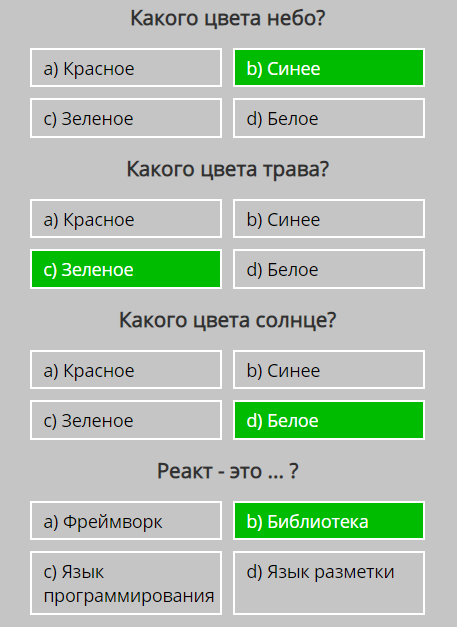 Какого цвета небо?
a) Красное
b) Синее
c) Зеленое
d) Белое
Какого цвета трава?
a) Красное
b) Синее
c) Зеленое
d) Белое
Какого цвета солнце?
a) Красное
b) Синее
c) Зеленое
d) Белое
Реакт - это ... ?
a) Фреймворк
b) Библиотека
c) Язык
программирования
d) Язык разметки